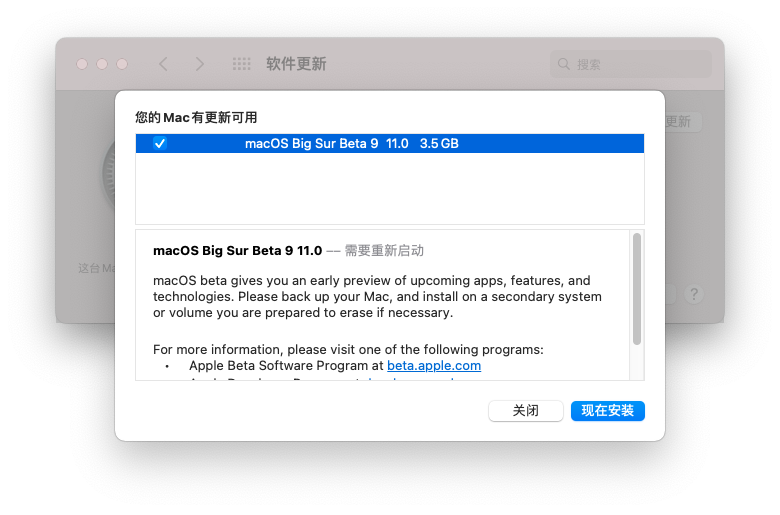 软件更新
搜索
您的 Mac 有更新可用
更新
macOS Big Sur Beta 9 11.0 3.5 GB
macOS Big Sur Beta 9 11.0 — 需要重新启动
这台 Ma
macOS beta gives you an early preview of upcoming apps, features, and
technologies. Please back up your Mac, and install on a secondary system
or volume you are prepared to erase if necessary.
?
For more information, please visit one of the following programs:
• Apple Beta Software Program at beta.apple.com
关闭
现在安装